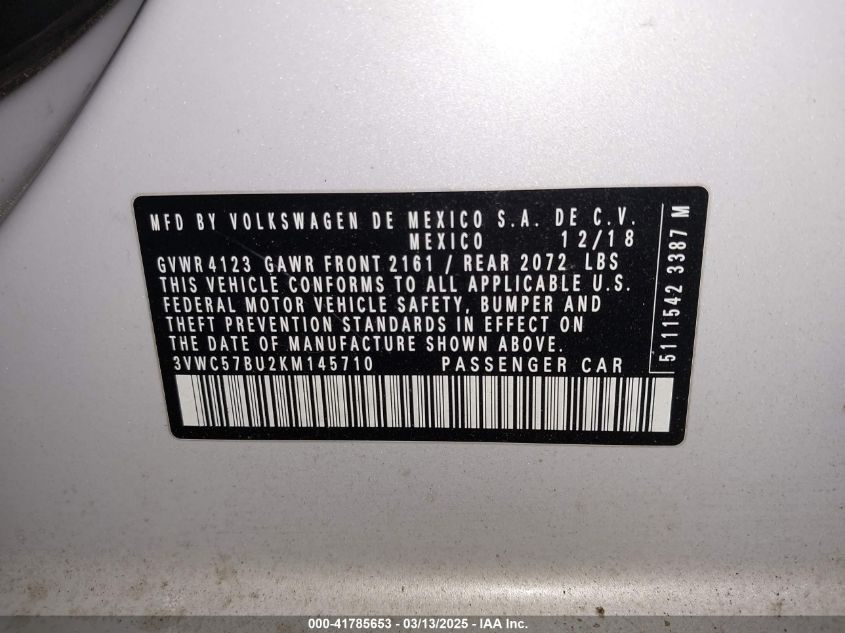 MFD BY VOLKSWAGEN DE MEXICO S.A. DE C.V.
MEXICO 12/18
GVWR 4123 GAWR FRONT 2161 / REAR 2072 LBS
THIS VEHICLE CONFORMS TO ALL APPLICABLE U.S.
FEDERAL MOTOR VEHICLE SAFETY, BUMPER AND
THEFT PREVENTION STANDARDS IN EFFECT ON
THE DATE OF MANUFACTURE SHOWN ABOVE.
3VWC57BU2KM145710 PASSENGER CAR
5111542 3387 M
000-41785653 - 03/13/2025 - IAA Inc.